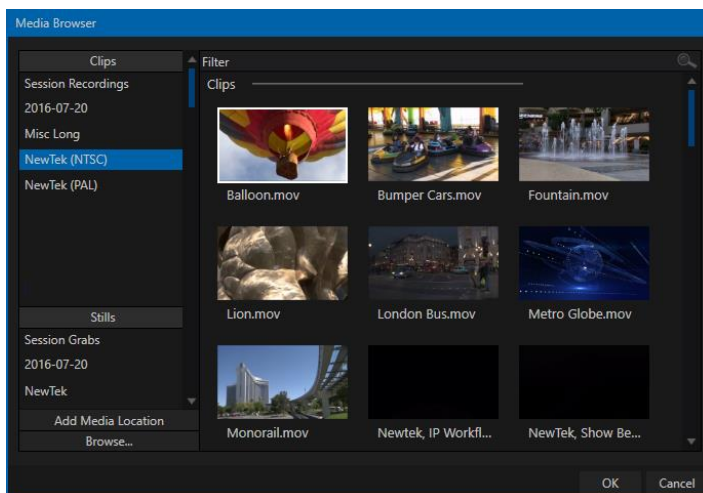 Media Browser
Clips
Session Recordings
2016-07-20
Misc Long
NewTek (NTSC)
NewTek (PAL)
Stills
Session Grabs
2016-07-20
NewTek
Add Media Location
Browse...
Filter
Clips
Balloon.mov
Bumper Cars.mov
Fountain.mov
Lion.mov
London Bus.mov
Metro Globe.mov
Monorail.mov
Newtek, IP Workfl...
NewTek, Show Be...
OK
Cancel